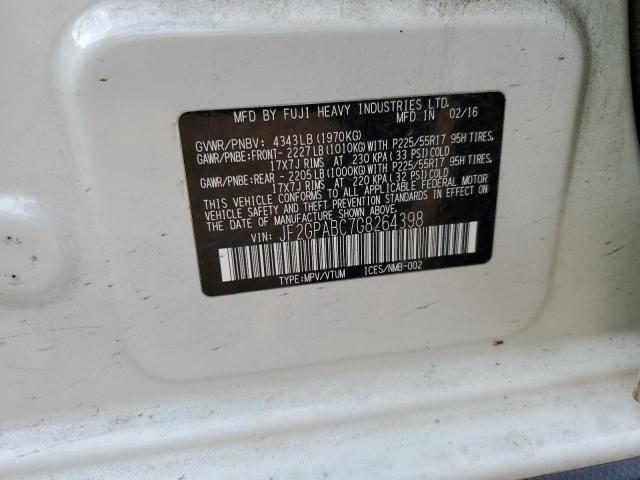 MFD BY FUJI HEAVY INDUSTRIES LTD.
MFD IN 02/16
GVWR/PNBV: 4343LB(1970KG)
GAWR/PNBE:FRONT- 2227LB(1010KG)WITH P225/55R17 95H TIRES,
17X7J RIMS AT 230 KPA(33 PSI)COLD
GAWR/PNBE:REAR - 2205LB(1000KG)WITH P225/55R17 95H TIRES,
17X7J RIMS AT 220 KPA(32 PSI)COLD
THIS VEHICLE CONFORMS TO ALL APPLICABLE FEDERAL MOTOR
VEHICLE SAFETY AND THEFT PREVENTION STANDARDS IN EFFECT ON
THE DATE OF MANUFACTURE SHOWN ABOVE.
VIN: JF2GPABC7G8264398
TYPE:MPV/VTUM ICES/NMB-002